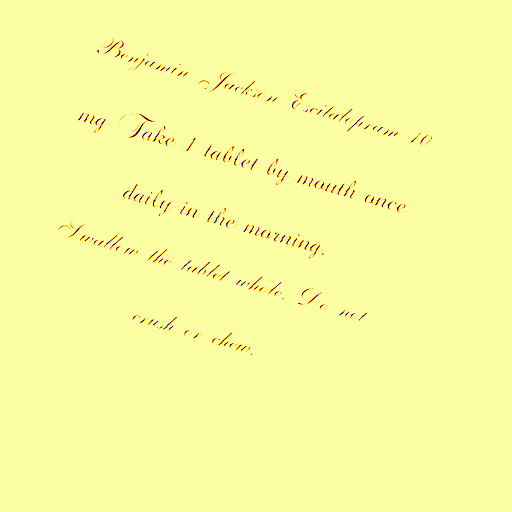 Benjamin Jackson Escitalopram 10
mg Take 1 tablet by mouth once
daily in the morning.
Swallow the tablet whole. Do not
crush or chew.